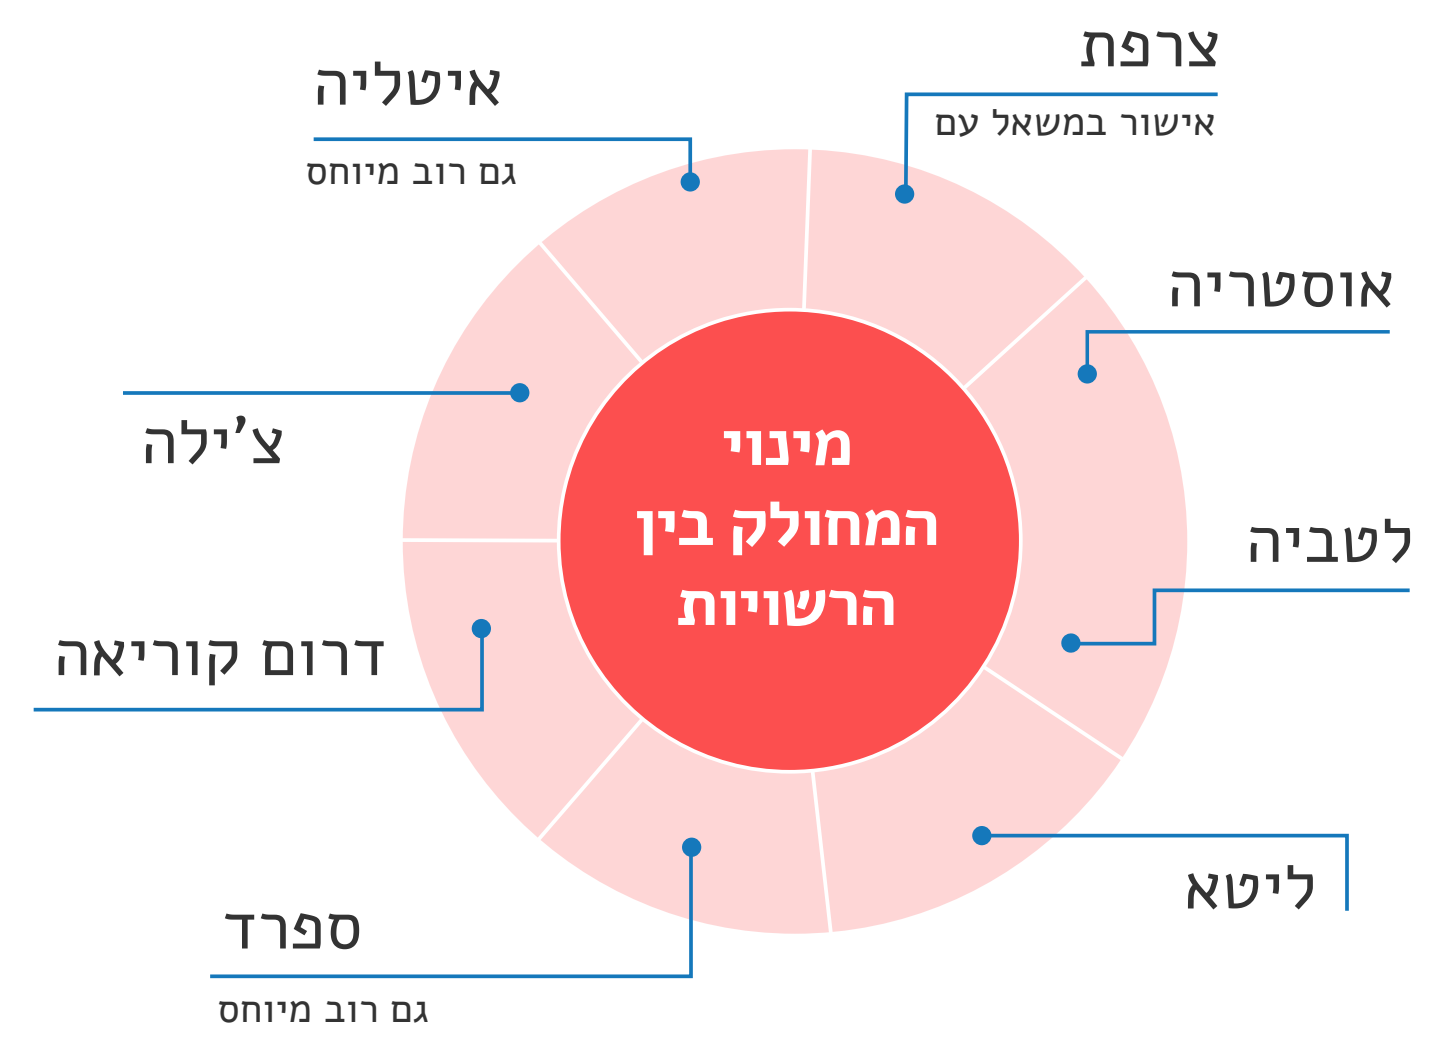 צרפת
אישור במשאל עם
איטליה
גם רוב מיוחס
אוסטריה
צ'ילה
מינוי
המחולק בין
הרשויות
לטביה
דרום קוריאה
ליטא
ספרד
גם רוב מיוחס